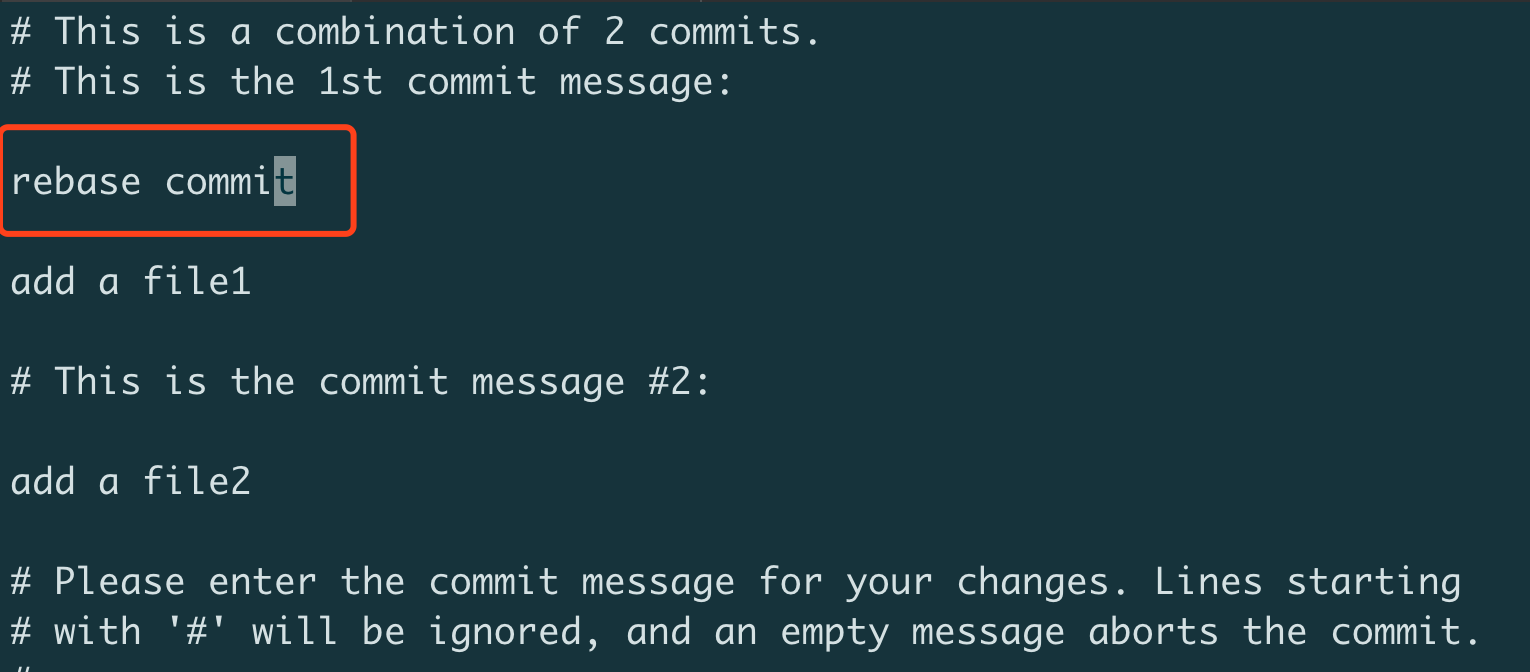 # This is a combination of 2 commits.
# This is the 1st commit message:
rebase commit
add a file1
# This is the commit message #2:
add a file2
# Please enter the commit message for your changes. Lines starting
# with '#' will be ignored, and an empty message aborts the commit.
#